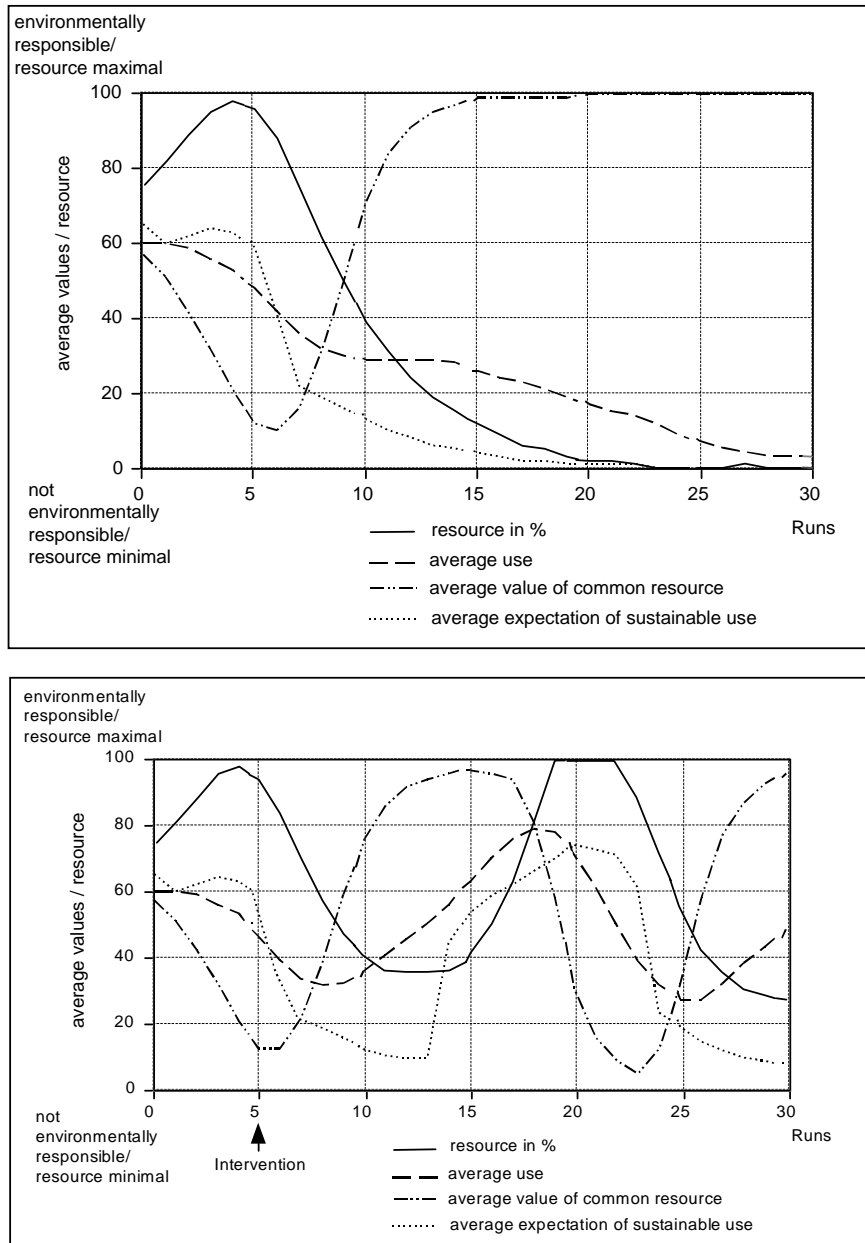 environmentally
responsible/
resource maximal
100
80
60
40
20
0
average values / resource
0 5 10 15 20 25 30
not
environmentally
responsible/
resource minimal
Runs
resource in %
average use
average value of common resource
average expectation of sustainable use
environmentally
responsible/
resource maximal
100
80
60
40
20
0
average values / resource
0 5 10 15 20 25 30
not
environmentally
responsible/
resource minimal
Intervention
Runs
resource in %
average use
average value of common resource
average expectation of sustainable use